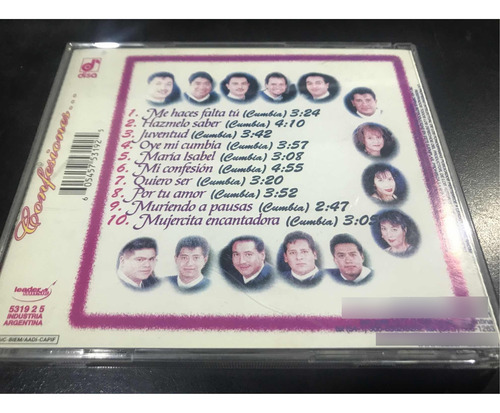 disa
1. Me haces falta tú (Cumbia) 3:24
2. Hazmelo saber (Cumbia) 4:10
3. Juventud (Cumbia) 3:42
4. Oye mi cumbia (Cumbia) 3:57
5. Maria Isabel (Cumbia) 3:08
6. Mi confesión (Cumbia) 4:55
7. Quiero ser (Cumbia) 3:20
8. Por tu amor (Cumbia) 3:52
9. Muriendo a pausas (Cumbia) 2:47
10. Mujercita encantadora (Cumbia)
Confesiones...
leader
5319 2 5
INDUSTRIA
ARGENTINA